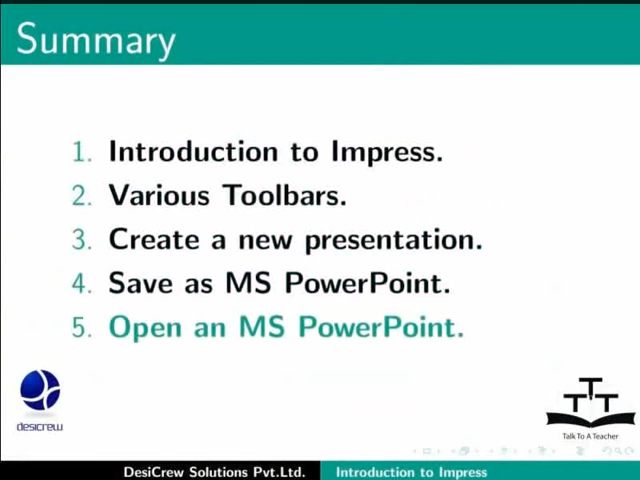 Summary
1. Introduction to Impress.
2. Various Toolbars.
3. Create a new presentation.
4. Save as MS PowerPoint.
5. Open an MS PowerPoint.
desicrew
TTT
Talk To A Teacher
DesiCrew Solutions Pvt.Ltd. Introduction to Impress